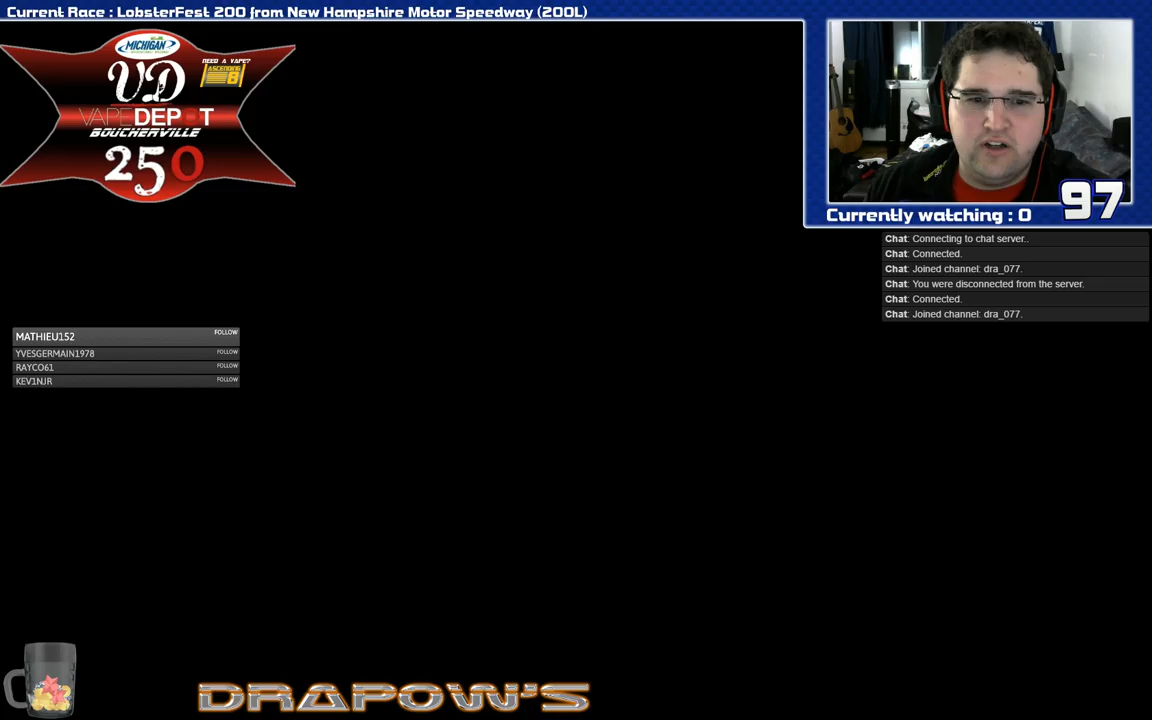 Current Race : LobsterFest 200 from New Hampshire Motor Speedway (200L)
MICHIGAN
NEED A VAPE?
ASCENDING
8
VD
VAPE DEPOT
BOUCHERVILLE
250
97
Currently watching : 0
Chat: Connecting to chat server..
Chat: Connected.
Chat: Joined channel: dra_077.
Chat: You were disconnected from the server.
Chat: Connected.
Chat: Joined channel: dra_077.
MATHIEU152 FOLLOW
YVESGERMAIN1978 FOLLOW
RAYCO61 FOLLOW
KEV1NJR FOLLOW
DRAPOW'S